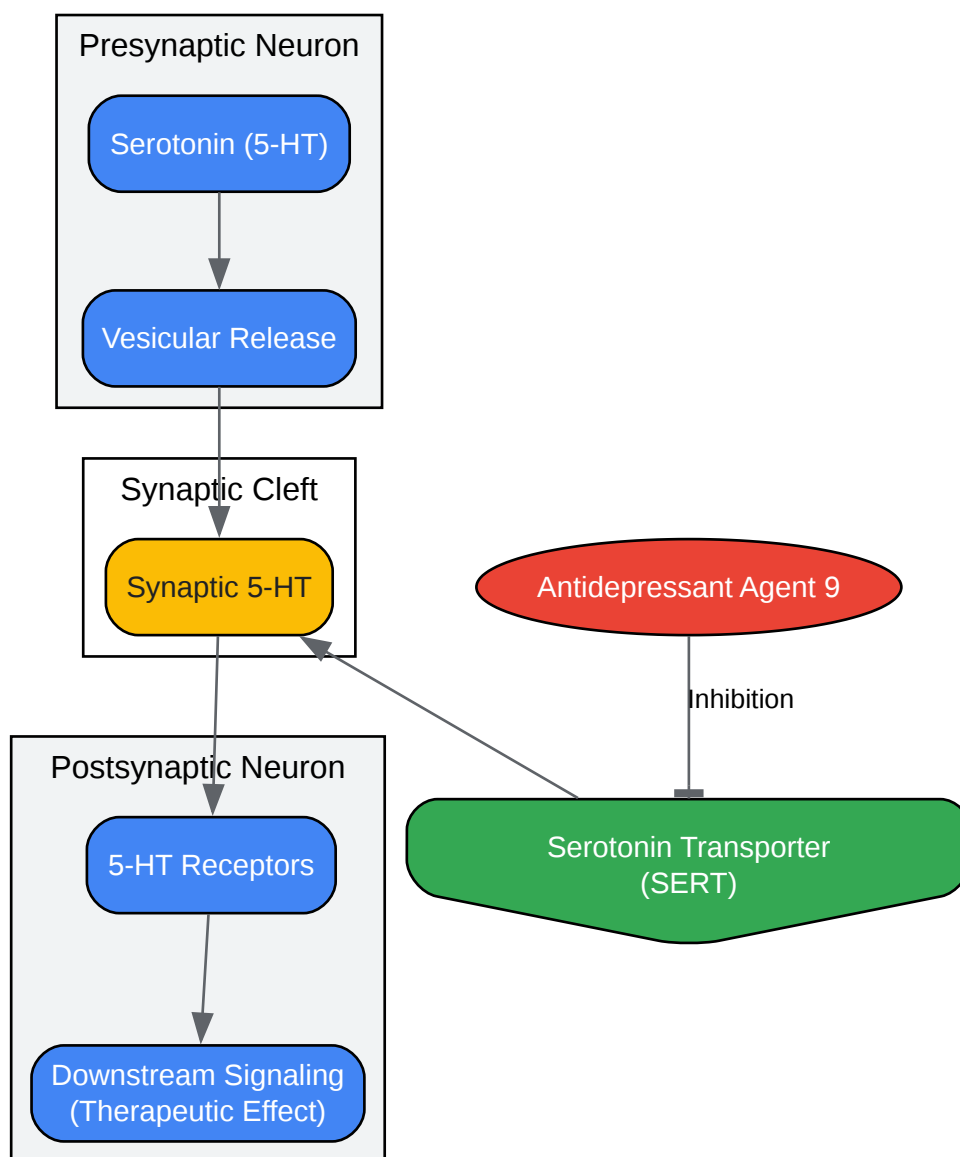 Presynaptic Neuron
Serotonin (5-HT)
Vesicular Release
Synaptic Cleft
Synaptic 5-HT
Antidepressant Agent 9
Inhibition
Postsynaptic Neuron
5-HT Receptors
Serotonin Transporter
(SERT)
Downstream Signaling
(Therapeutic Effect)